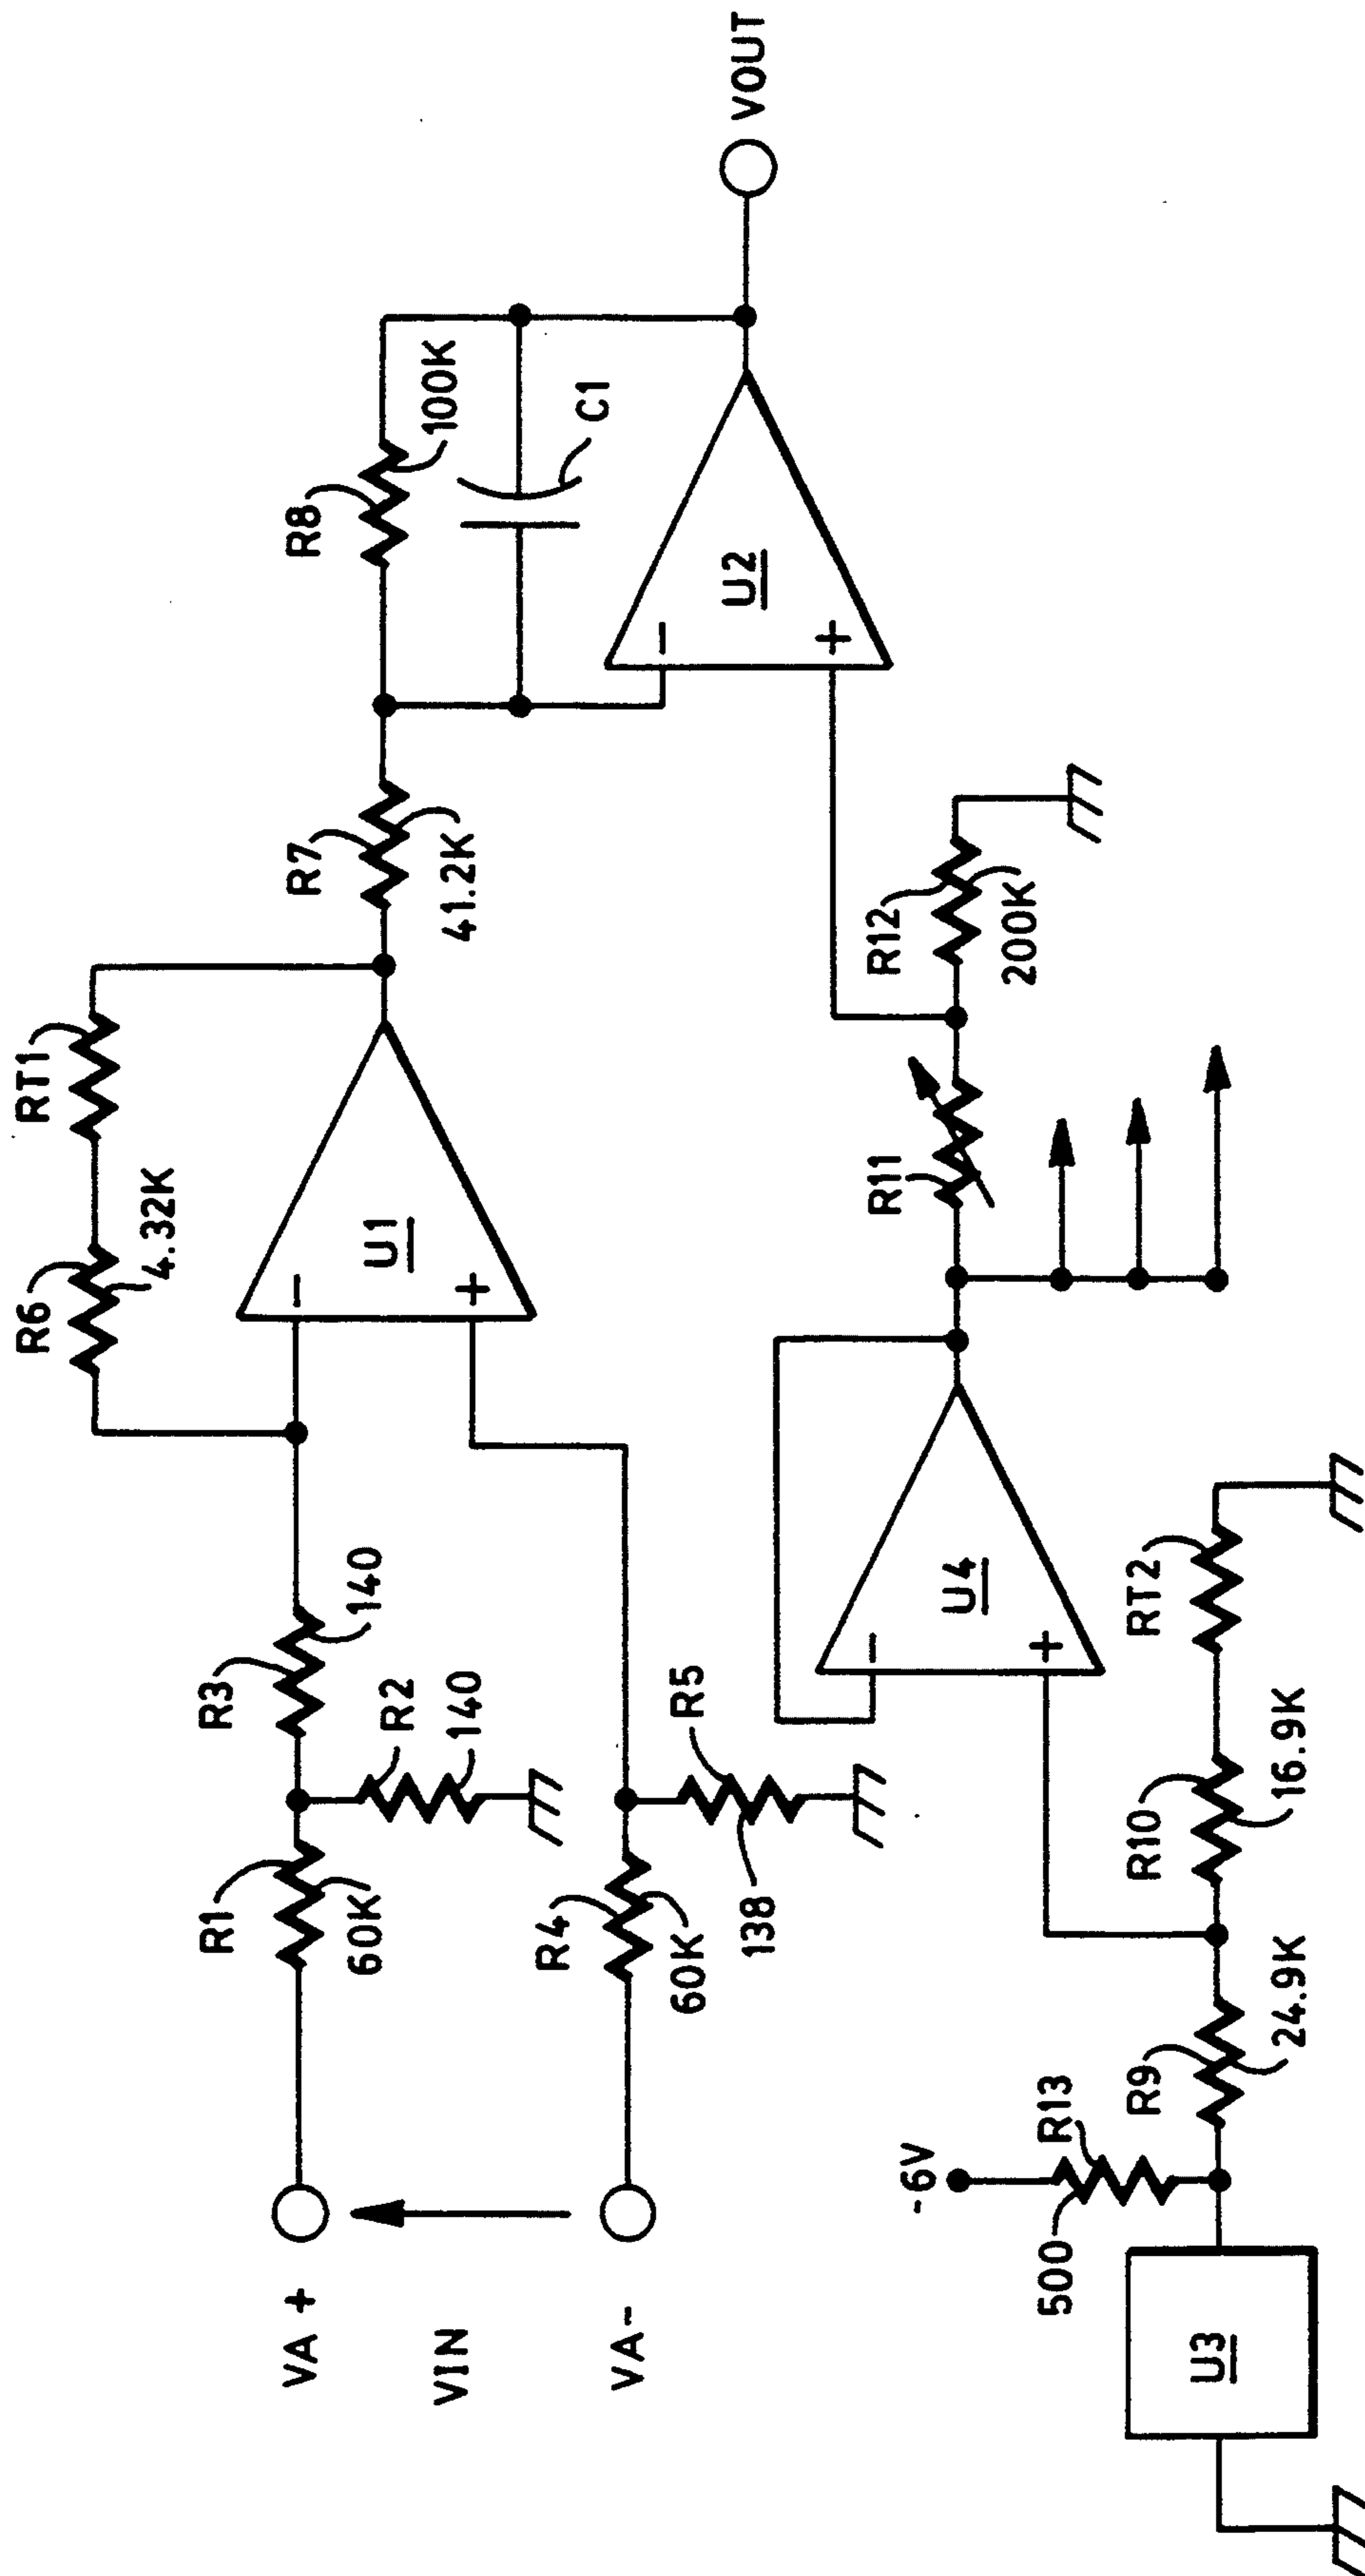 VA +
VIN
VA-
R1
60K
R2
140
R3
140
R4
60K
R5
138
R6
4.32K
RT1
-
U1
+
R7
41.2K
R8
100K
C1
-
U2
+
VOUT
U3
-6V
500
R13
R9
24.9K
R10
16.9K
RT2
-
U4
+
R11
R12
200K